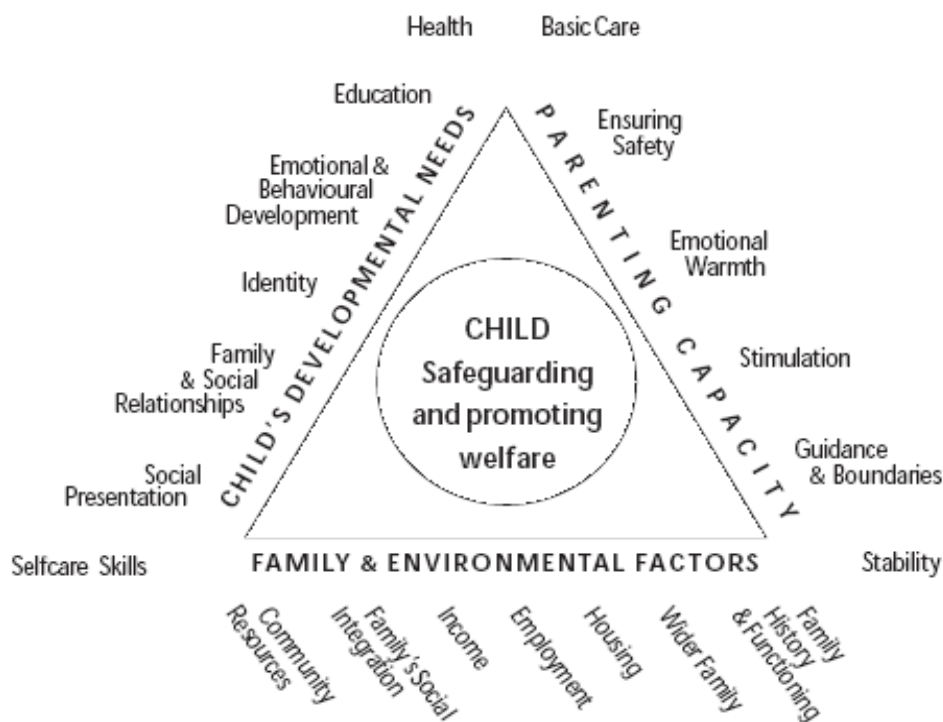 Health
Basic Care
Education
Emotional &
Behavioural
Development
Identity
Family
& Social
Relationships
Social
Presentation
Selfcare Skills
CHILD'S DEVELOPMENTAL NEEDS
PARENTING CAPACITY
Ensuring
Safety
Emotional
Warmth
Stimulation
Guidance
& Boundaries
Stability
CHILD
Safeguarding
and promoting
welfare
FAMILY & ENVIRONMENTAL FACTORS
Community
Resources
Family's Social
Integration
Income
Employment
Housing
Wider Family
Family
History
& Functioning